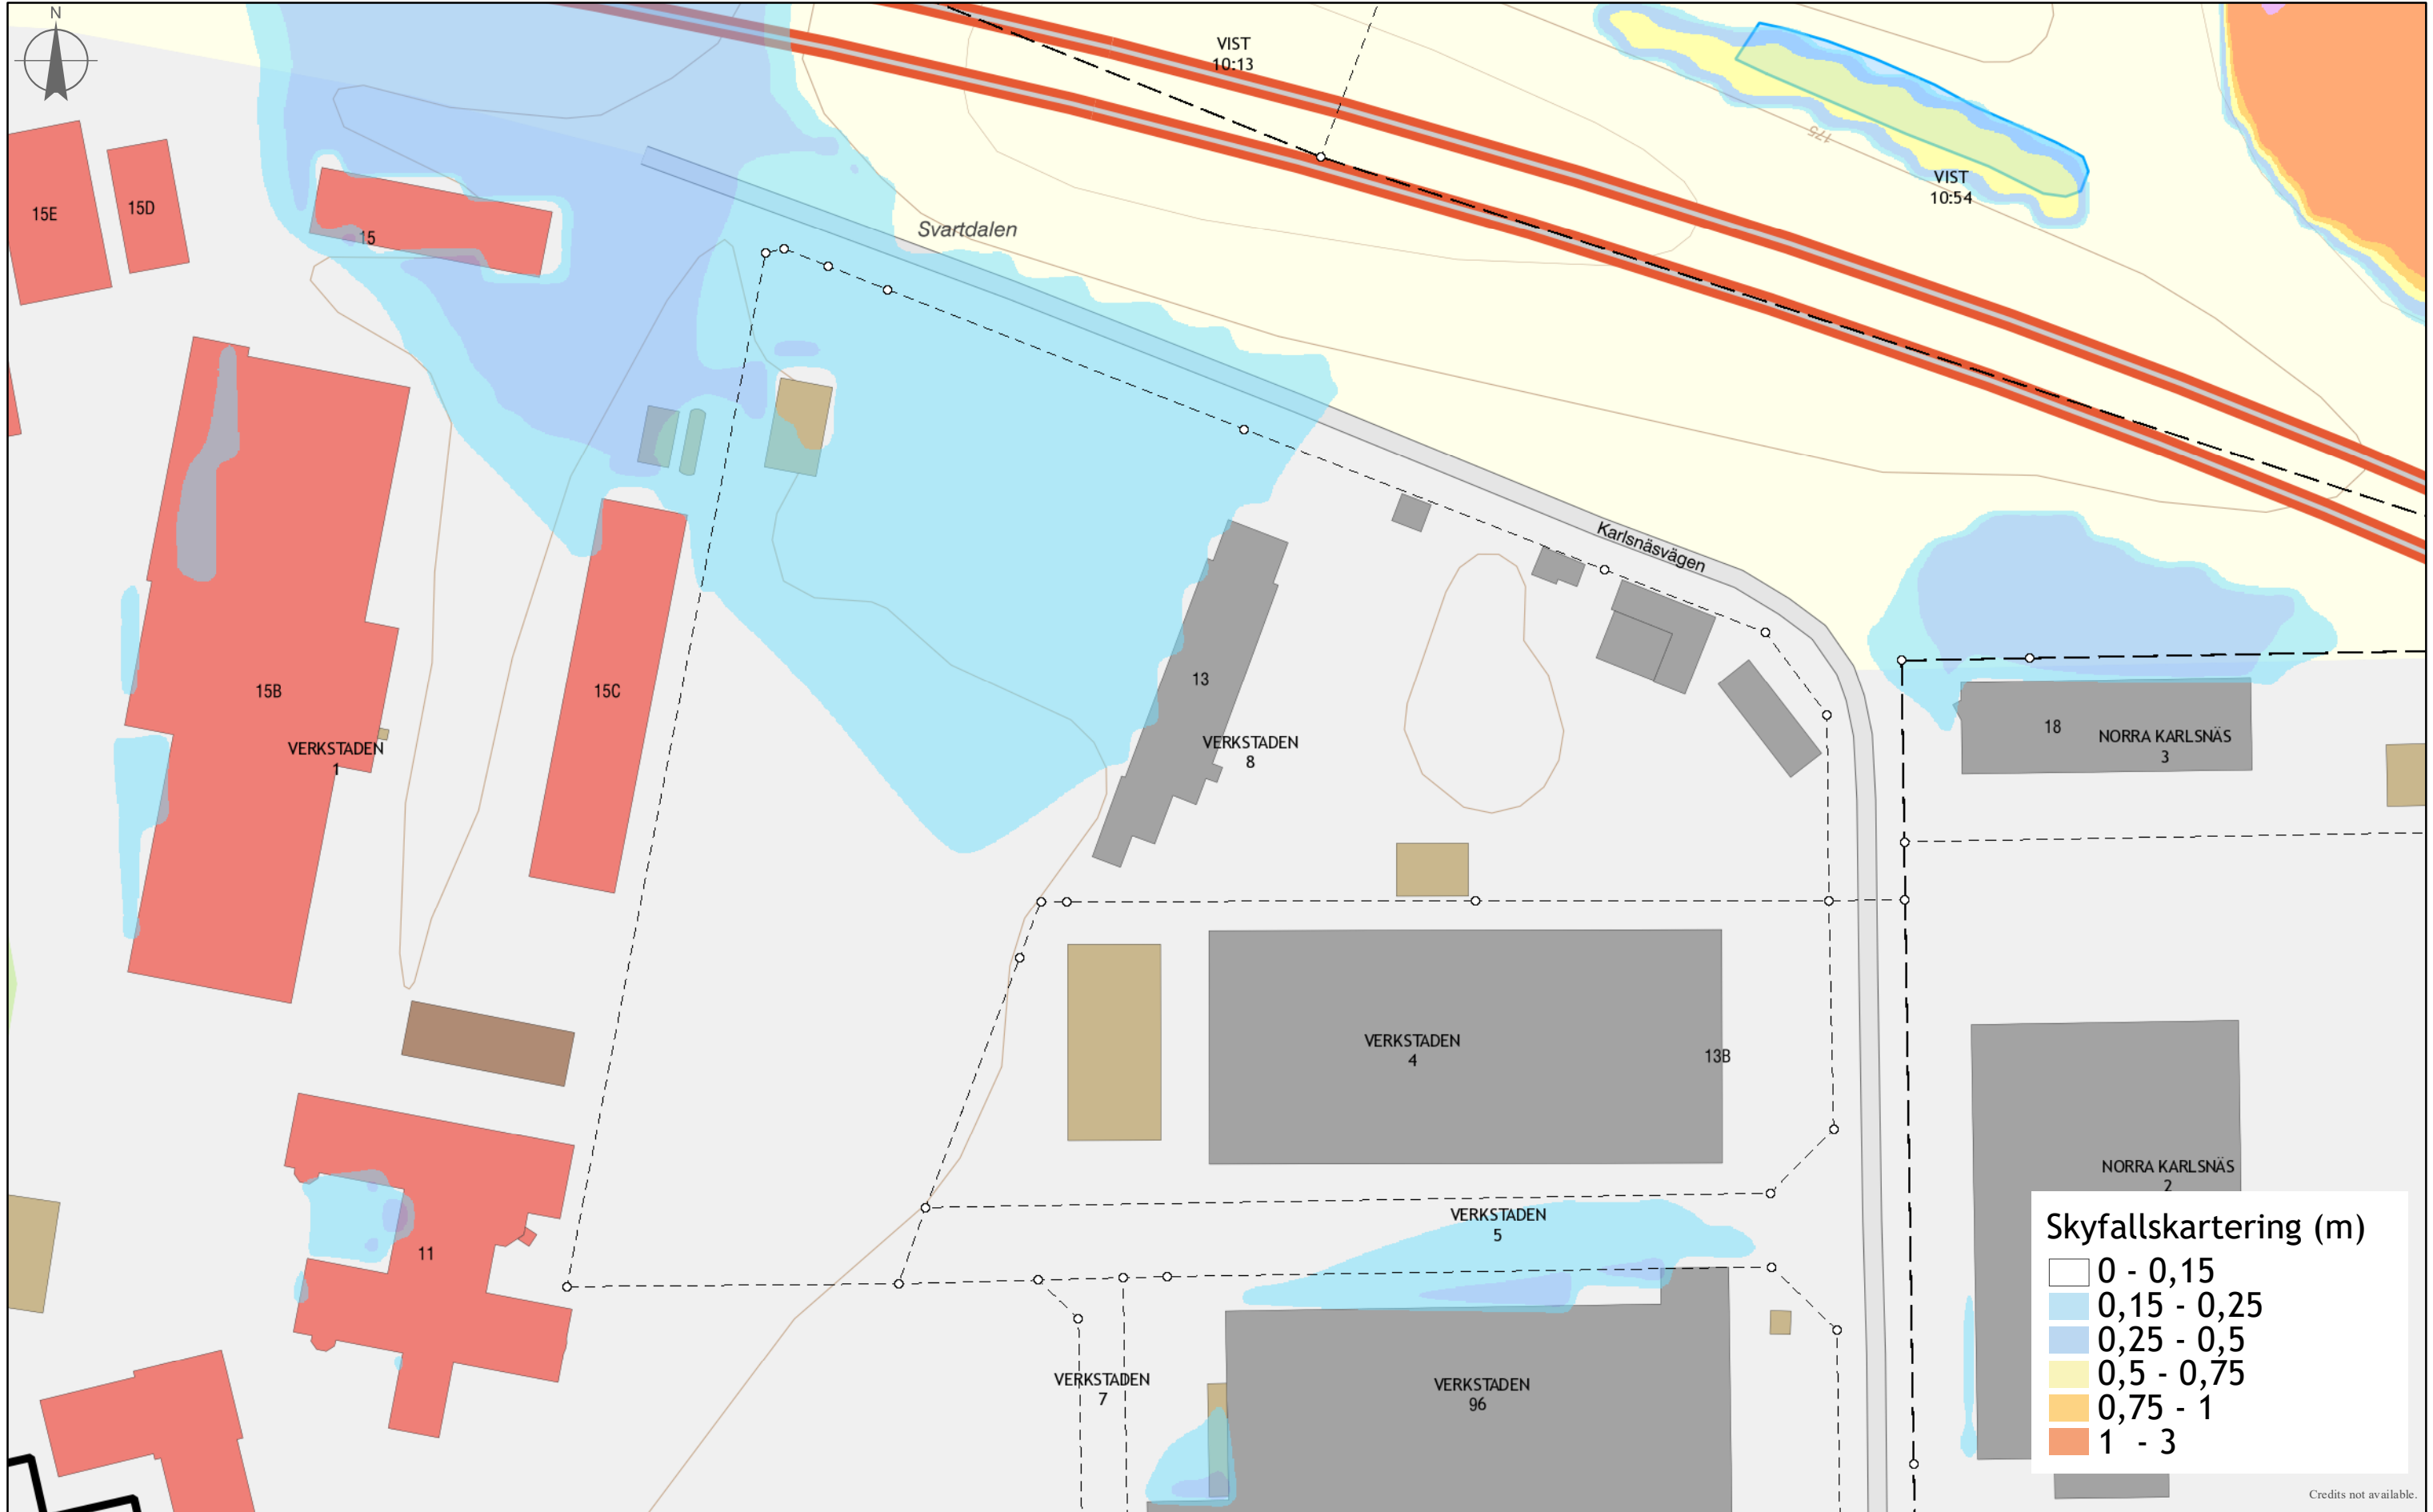 N
VIST
10:13
175
VIST
10:54
15E
15D
15
Svartdalen
Karlsnäsvägen
13
15B
15C
VERKSTADEN
1
VERKSTADEN
8
18
NORRA KARLSNÄS
3
VERKSTADEN
4
13B
NORRA KARLSNÄS
2
VERKSTADEN
5
11
VERKSTADEN
7
VERKSTADEN
96
Skyfallskartering (m)
0 - 0,15
0,15 - 0,25
0,25 - 0,5
0,5 - 0,75
0,75 - 1
1 - 3
Credits not available.